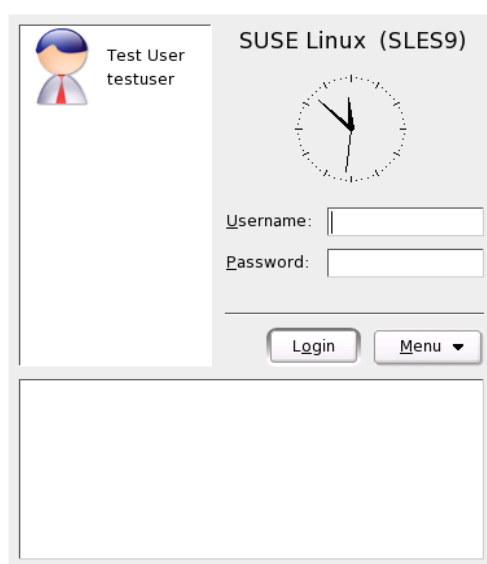 Test User
testuser
SUSE Linux (SLES9)
Username:
Password:
Login
Menu